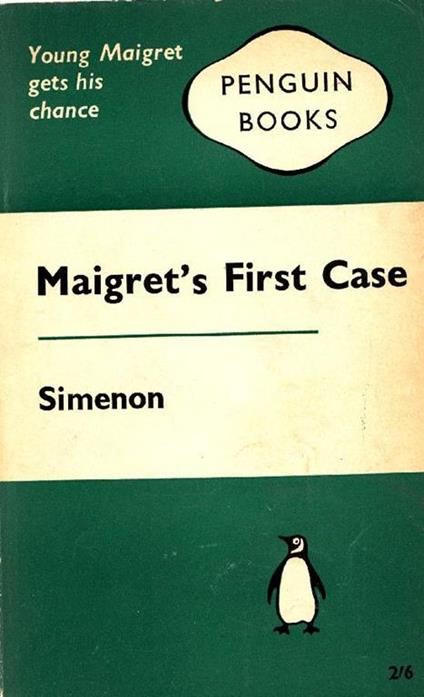 Young Maigret
gets his
chance
PENGUIN
BOOKS
Maigret's First Case
Simenon
2/6